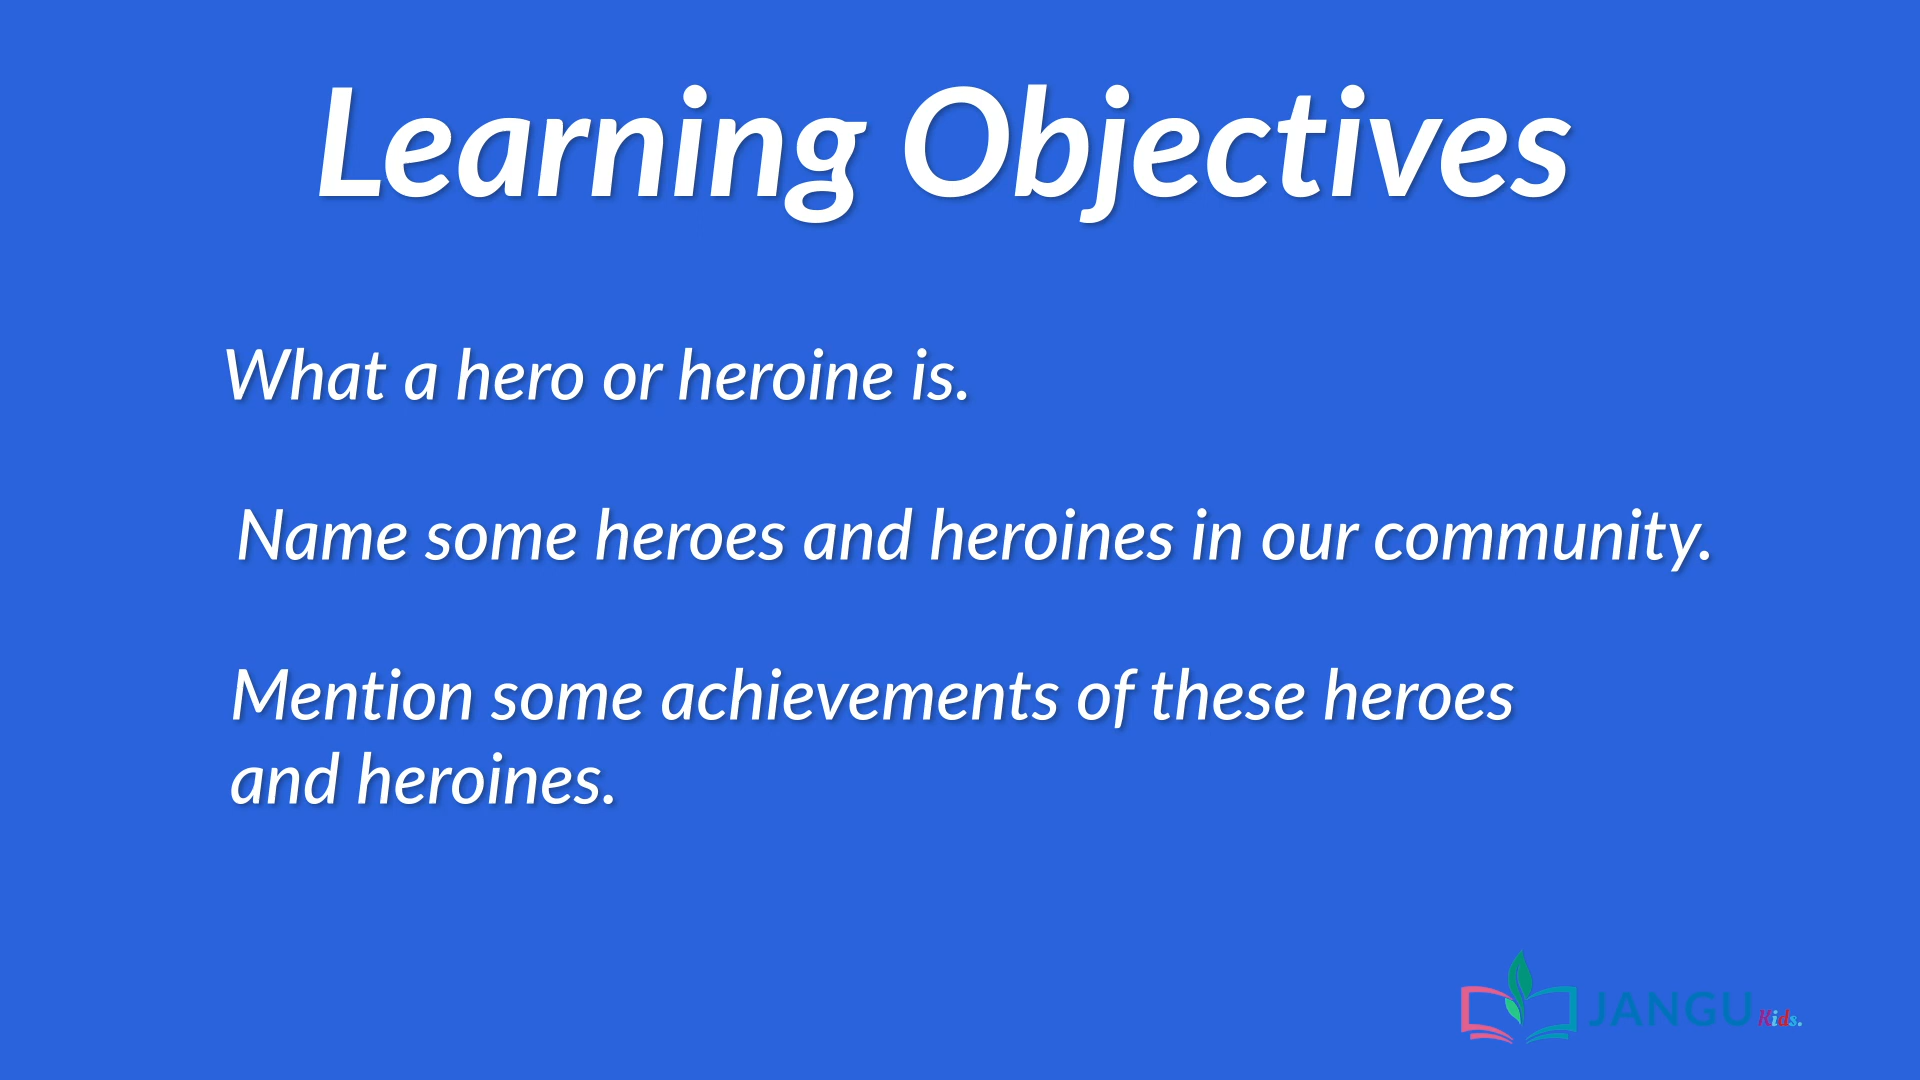 Learning Objectives
What a hero or heroine is.
Name some heroes and heroines in our community.
Mention some achievements of these heroes
and heroines.
JANGU Kids.